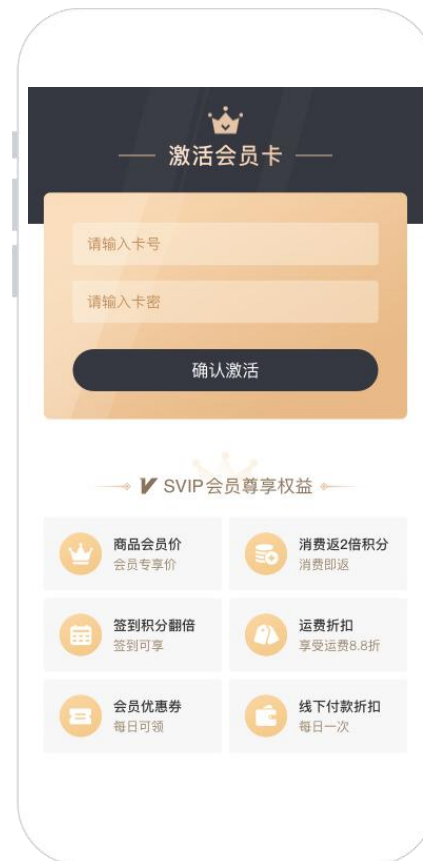 激活会员卡
请输入卡号
请输入卡密
确认激活
V SVIP会员尊享权益
商品会员价
会员专享价
消费返2倍积分
消费即返
签到积分翻倍
签到可享
运费折扣
享受运费8.8折
会员优惠券
每日可领
线下付款折扣
每日一次